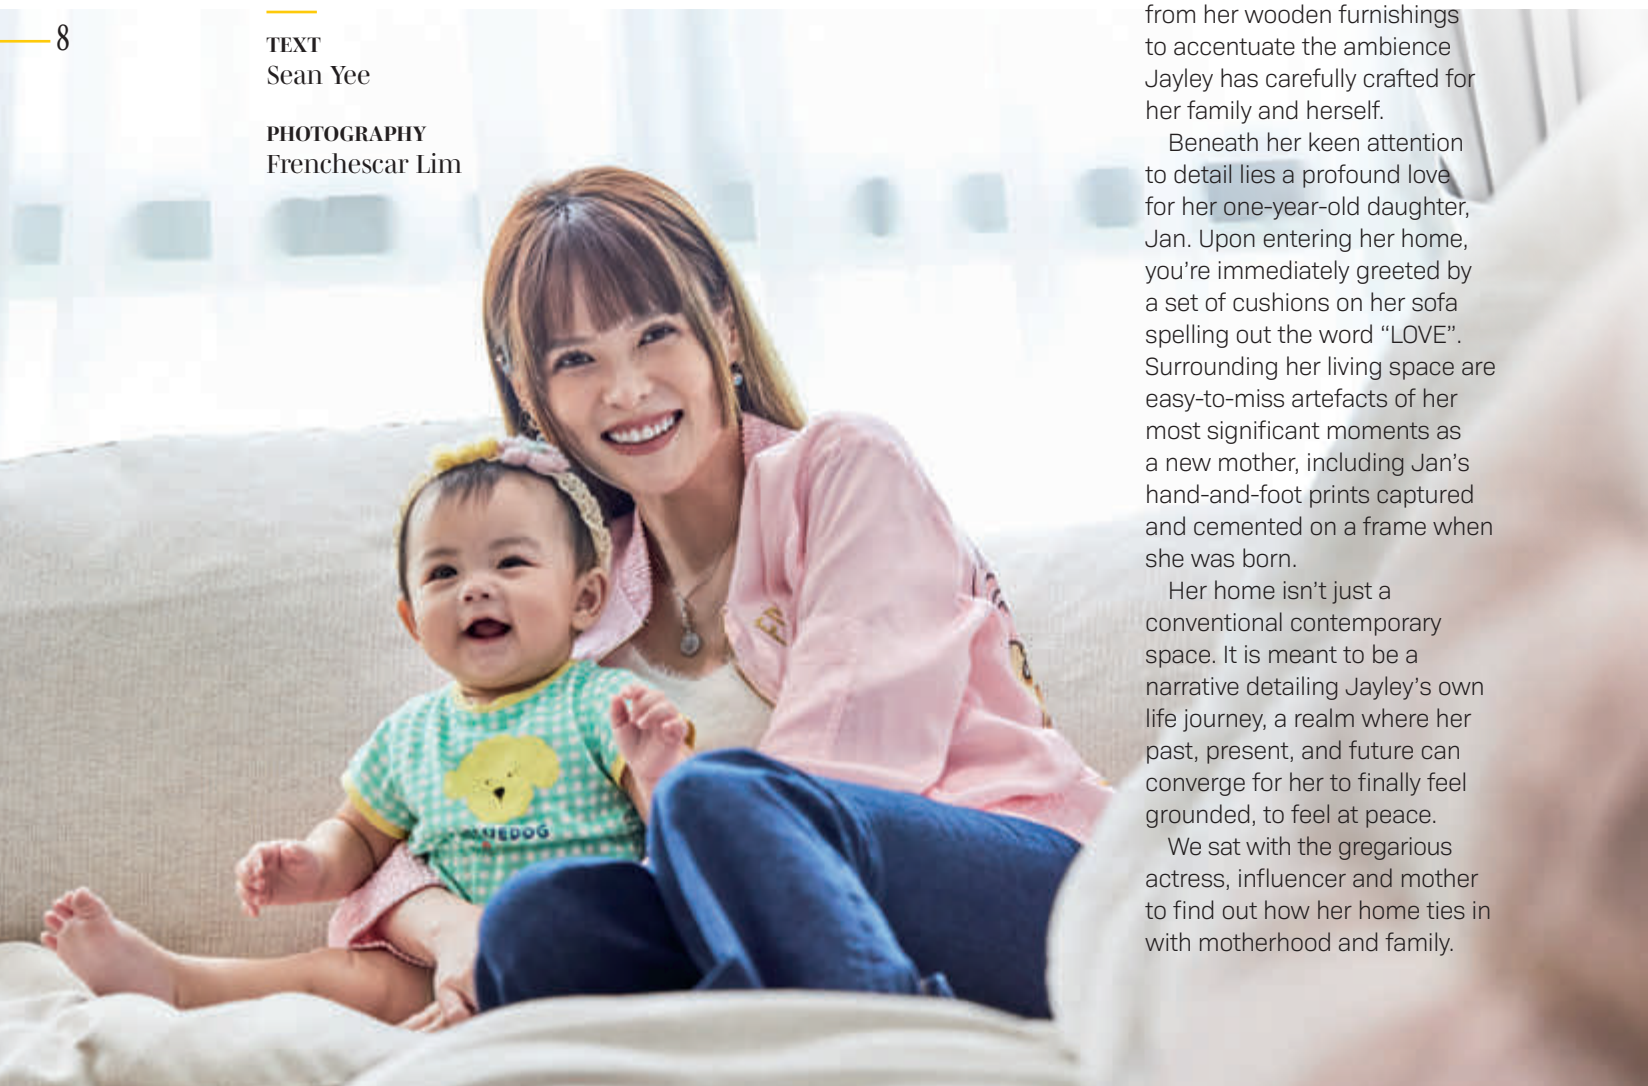 8
TEXT
Sean Yee
PHOTOGRAPHY
Frenchescar Lim
from her wooden furnishings
to accentuate the ambience
Jayley has carefully crafted for
her family and herself.
Beneath her keen attention
to detail lies a profound love
for her one-year-old daughter,
Jan. Upon entering her home,
you’re immediately greeted by
a set of cushions on her sofa
spelling out the word “LOVE”.
Surrounding her living space are
easy-to-miss artefacts of her
most significant moments as
a new mother, including Jan’s
hand-and-foot prints captured
and cemented on a frame when
she was born.
Her home isn’t just a
conventional contemporary
space. It is meant to be a
narrative detailing Jayley’s own
life journey, a realm where her
past, present, and future can
converge for her to finally feel
grounded, to feel at peace.
We sat with the gregarious
actress, influencer and mother
to find out how her home ties in
with motherhood and family.